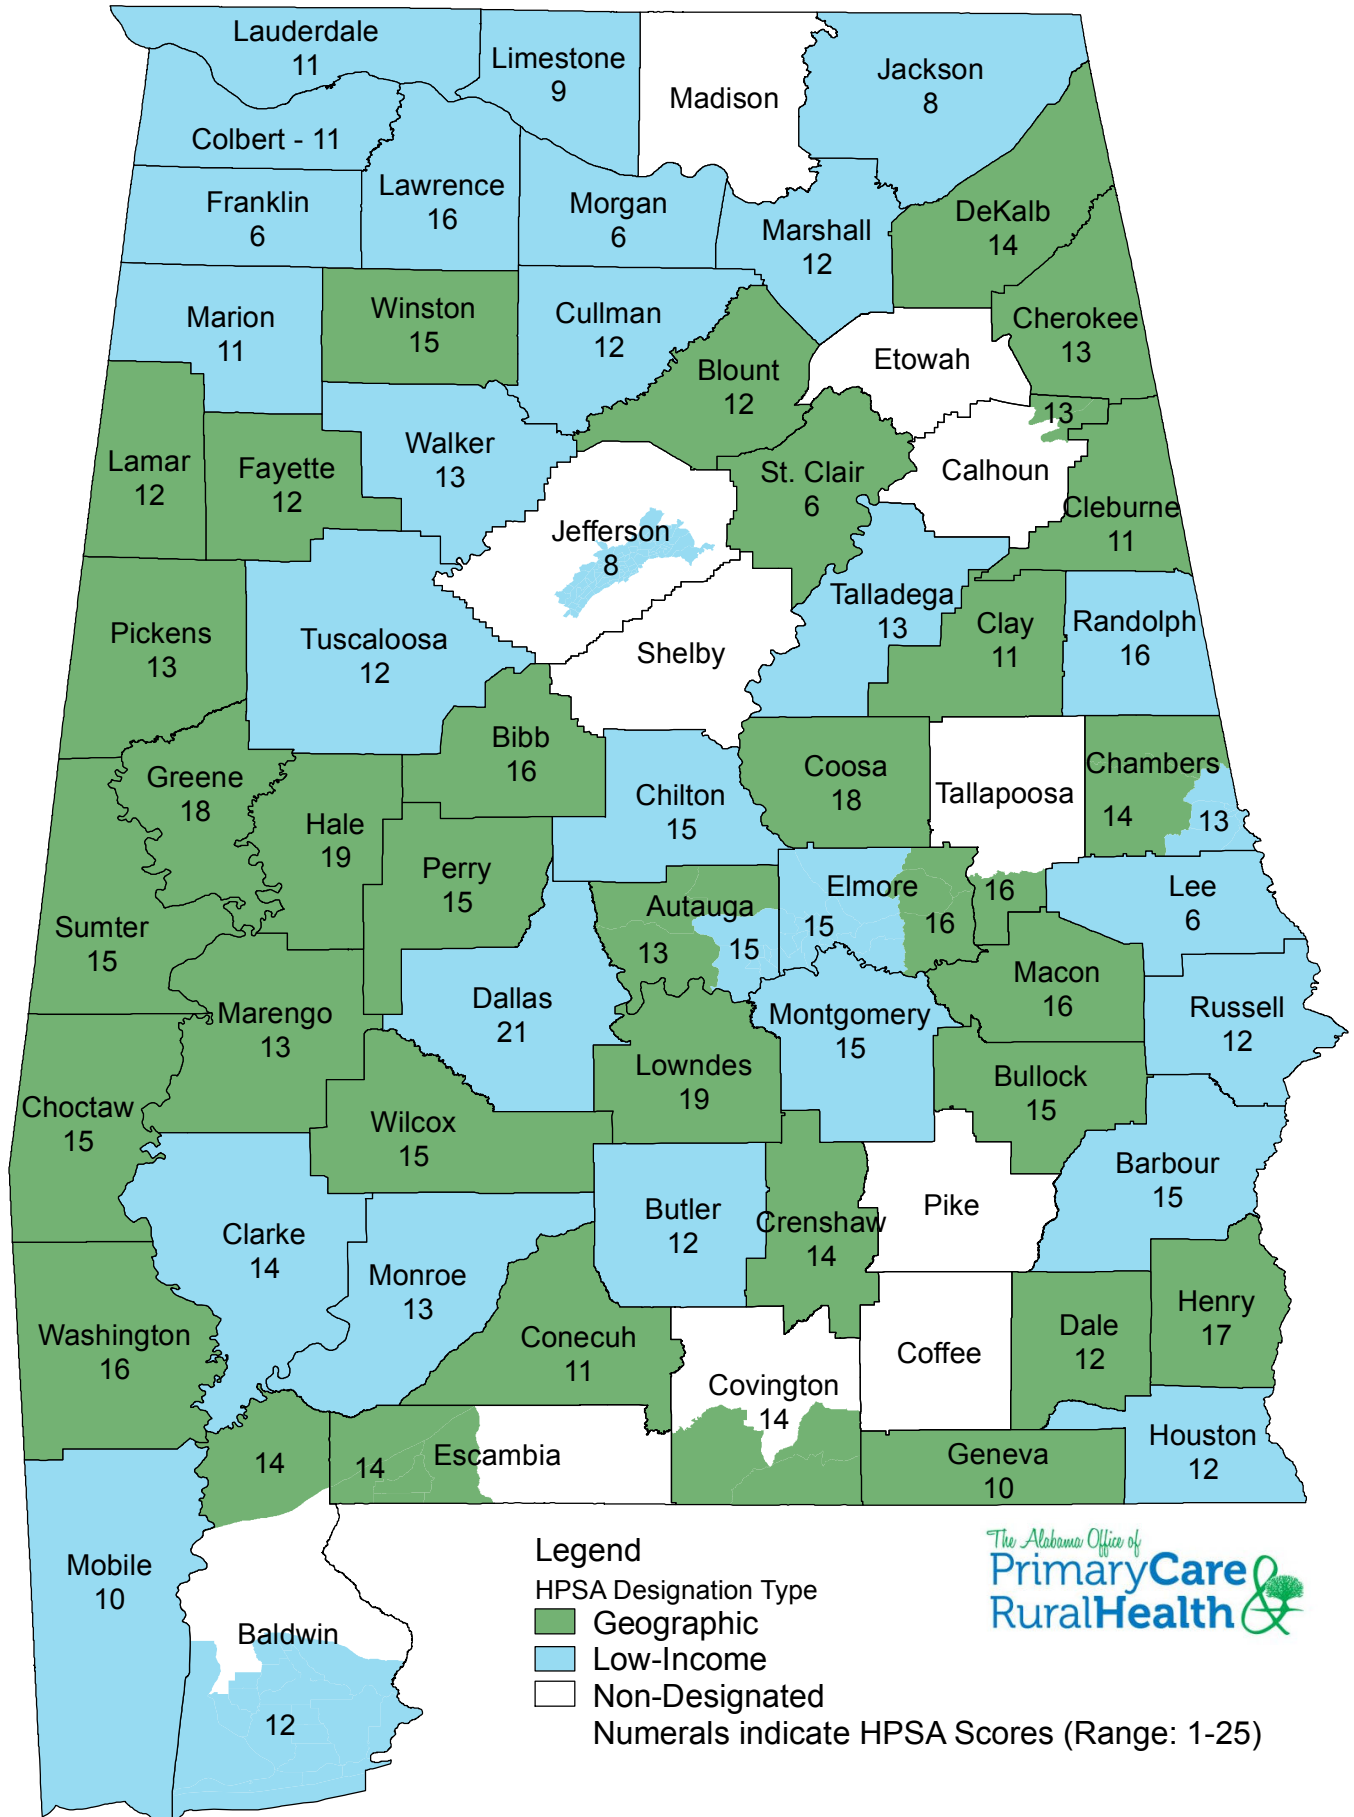 Lauderdale
11
Limestone
9
Madison
Jackson
8
Colbert - 11
Franklin
6
Lawrence
16
Morgan
6
Marshall
12
DeKalb
14
Marion
11
Winston
15
Cullman
12
Cherokee
13
Blount
12
Etowah
13
Lamar
12
Fayette
12
Walker
13
St. Clair
6
Calhoun
Cleburne
11
Jefferson
8
Talladega
13
Clay
11
Randolph
16
Pickens
13
Tuscaloosa
12
Shelby
Bibb
16
Greene
18
Hale
19
Chilton
15
Coosa
18
Tallapoosa
16
Chambers
14
13
Perry
15
Autauga
13
15
Elmore
15
16
Lee
6
Sumter
15
Marengo
13
Dallas
21
Montgomery
15
Macon
16
Russell
12
Lowndes
19
Bullock
15
Choctaw
15
Wilcox
15
Barbour
15
Clarke
14
Butler
12
Crenshaw
14
Pike
Monroe
13
Washington
16
Conecuh
11
Henry
17
Dale
12
Coffee
Covington
14
14
14
Escambia
Geneva
10
Houston
12
Mobile
10
Baldwin
12
Legend
HPSA Designation Type
Geographic
Low-Income
Non-Designated
Numerals indicate HPSA Scores (Range: 1-25)
The Alabama Office of
PrimaryCare &
RuralHealth